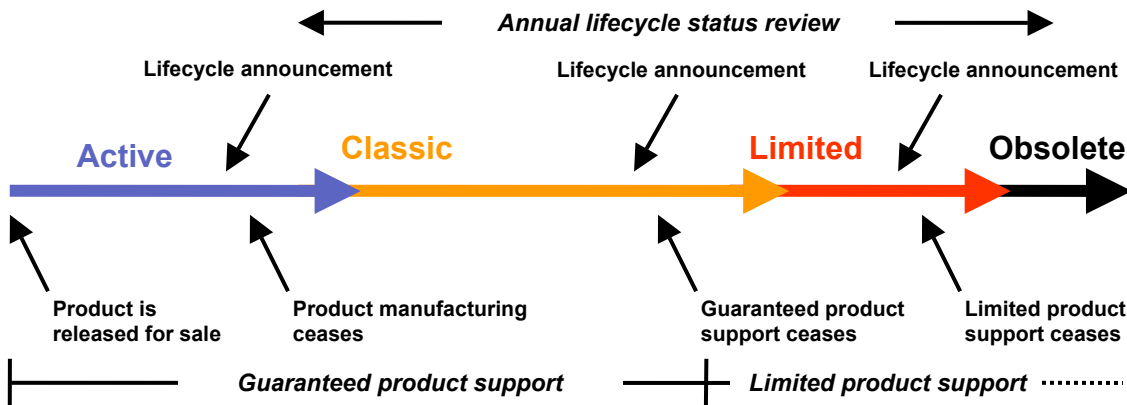 Annual lifecycle status review
Lifecycle announcement
Lifecycle announcement
Lifecycle announcement
Active
Classic
Limited
Obsolete
Product is
released for sale
Product manufacturing
ceases
Guaranteed product
support ceases
Limited product
support ceases
Guaranteed product support
Limited product support